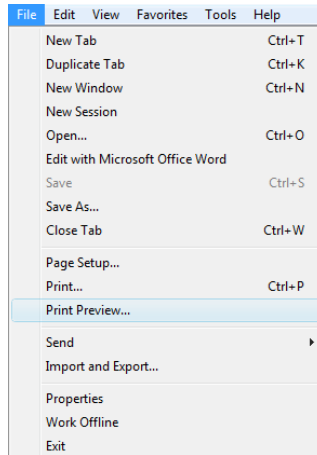 File Edit View Favorites Tools Help
New Tab Ctrl+T
Duplicate Tab Ctrl+K
New Window Ctrl+N
New Session
Open... Ctrl+O
Edit with Microsoft Office Word
Save Ctrl+S
Save As...
Close Tab Ctrl+W
Page Setup...
Print... Ctrl+P
Print Preview...
Send
Import and Export...
Properties
Work Offline
Exit